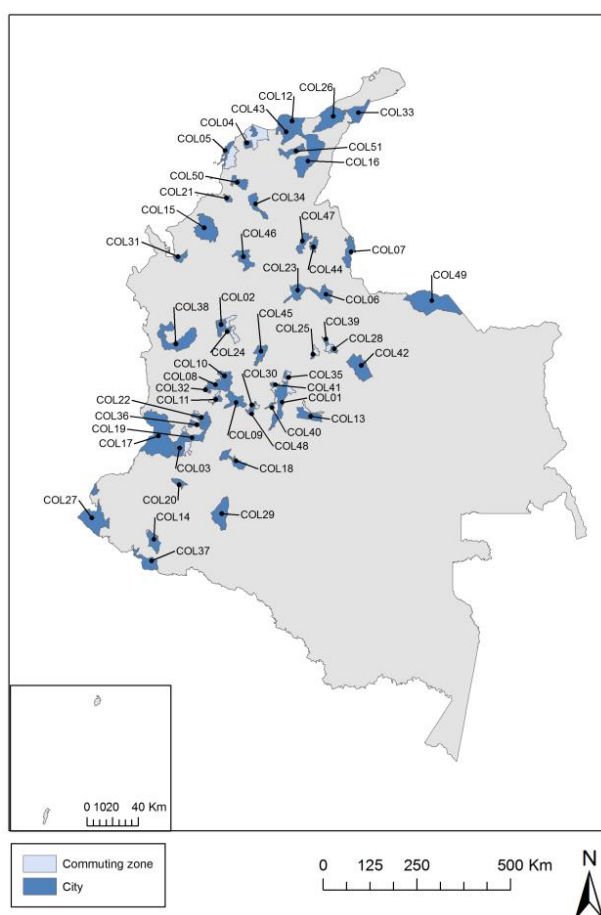 COL26
COL12
COL43
COL04
COL33
COL05
COL51
COL16
COL50
COL21
COL34
COL15
COL47
COL46
COL07
COL31
COL44
COL23
COL49
COL06
COL02
COL38
COL39
COL45
COL25
COL28
COL24
COL42
COL10
COL30
COL35
COL08
COL41
COL32
COL01
COL11
COL22
COL13
COL36
COL19
COL40
COL17
COL09
COL48
COL03
COL18
COL20
COL27
COL29
COL14
COL37
0 1020 40 Km
Commuting zone
City
0 125 250 500 Km
N